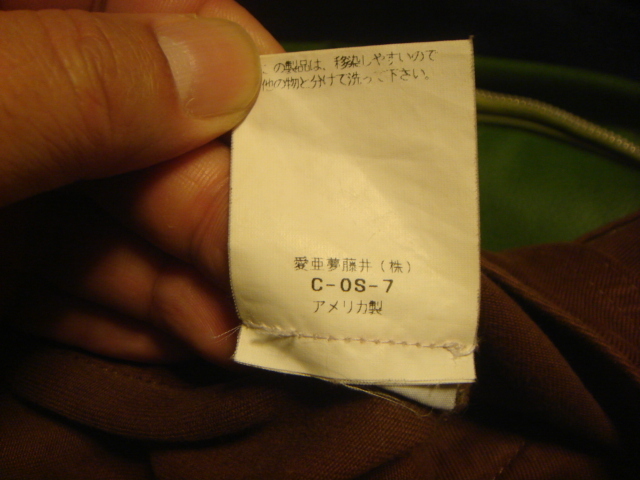 この製品は、移染しやすいので
他の物と分けて洗って下さい。
愛亜夢藤井(株)
C-OS-7
アメリカ製